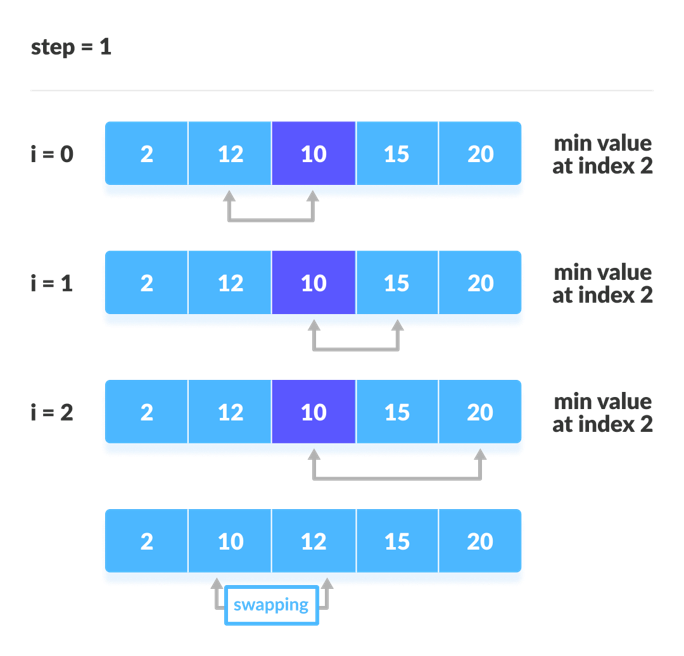 step = 1
i = 0
2 12 10 15 20
min value
at index 2
i = 1
2 12 10 15 20
min value
at index 2
i = 2
2 12 10 15 20
min value
at index 2
2 10 12 15 20
swapping